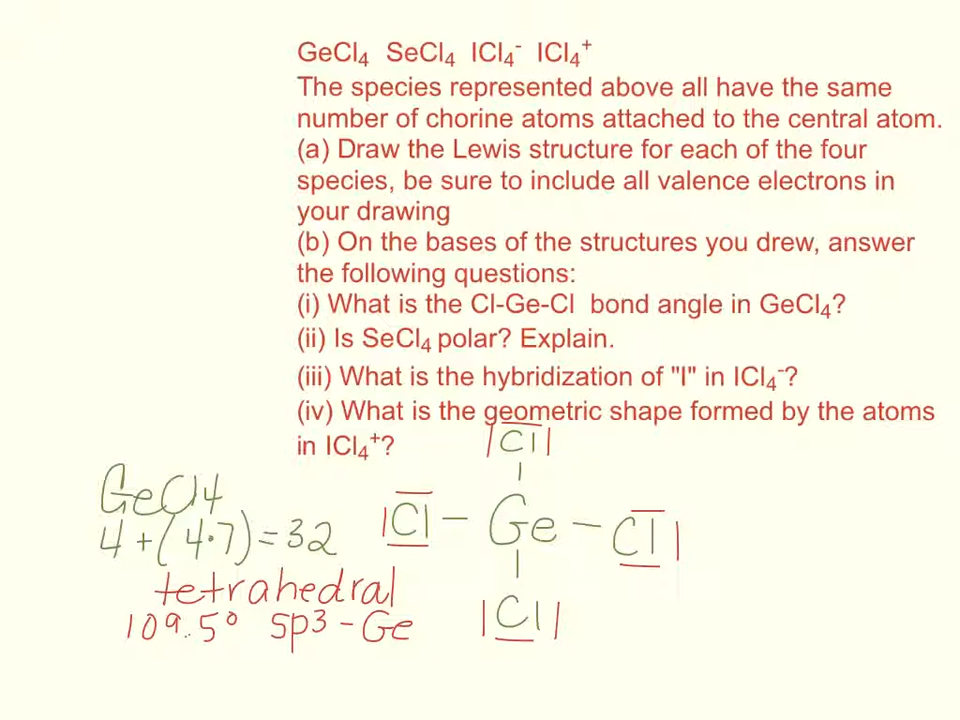 GeCl₄ SeCl₄ ICl₄⁻ ICl₄⁺
The species represented above all have the same
number of chorine atoms attached to the central atom.
(a) Draw the Lewis structure for each of the four
species, be sure to include all valence electrons in
your drawing
(b) On the bases of the structures you drew, answer
the following questions:
(i) What is the Cl-Ge-Cl bond angle in GeCl₄?
(ii) Is SeCl₄ polar? Explain.
(iii) What is the hybridization of "I" in ICl₄⁻?
(iv) What is the geometric shape formed by the atoms
in ICl₄⁺?
Cl
GeCl4
Cl - Ge - Cl
4 + (4·7) = 32
tetrahedral
109.5° sp³ - Ge
Cl